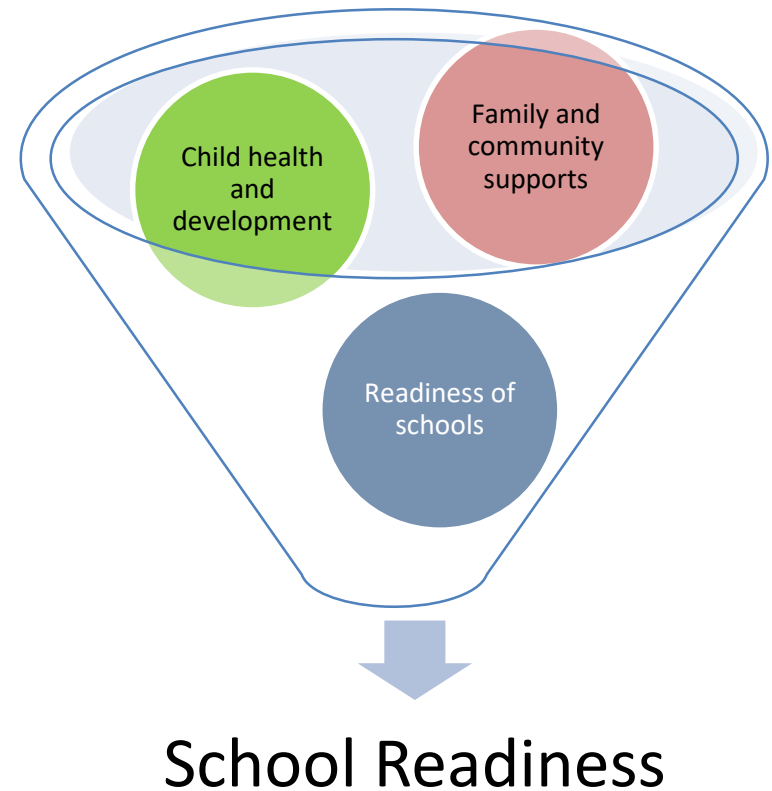 Child health
and
development
Family and
community
supports
Readiness of
schools
School Readiness